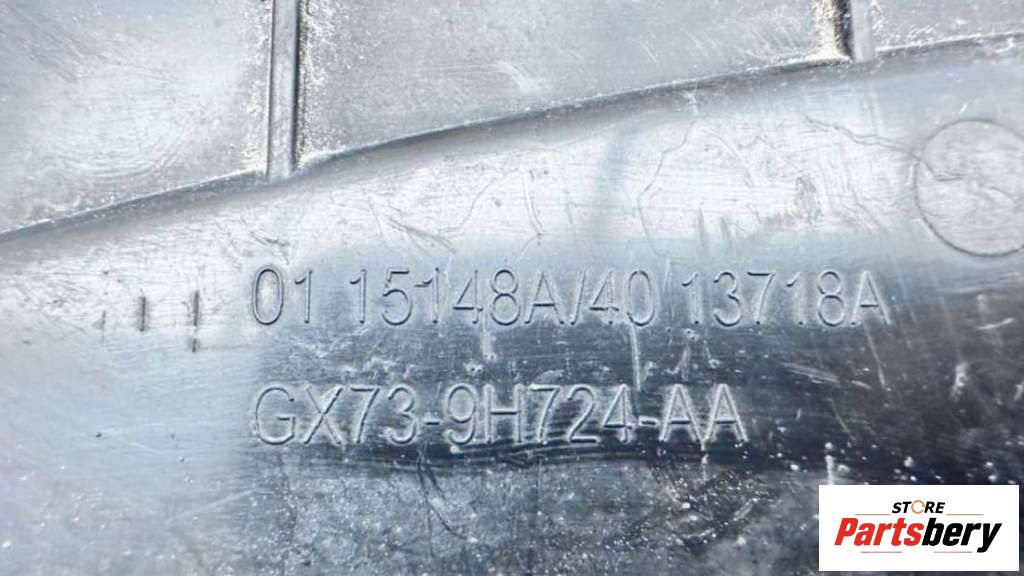 01 15148A/40 13718A
GX73-9H724-AA
STORE
Partsbery